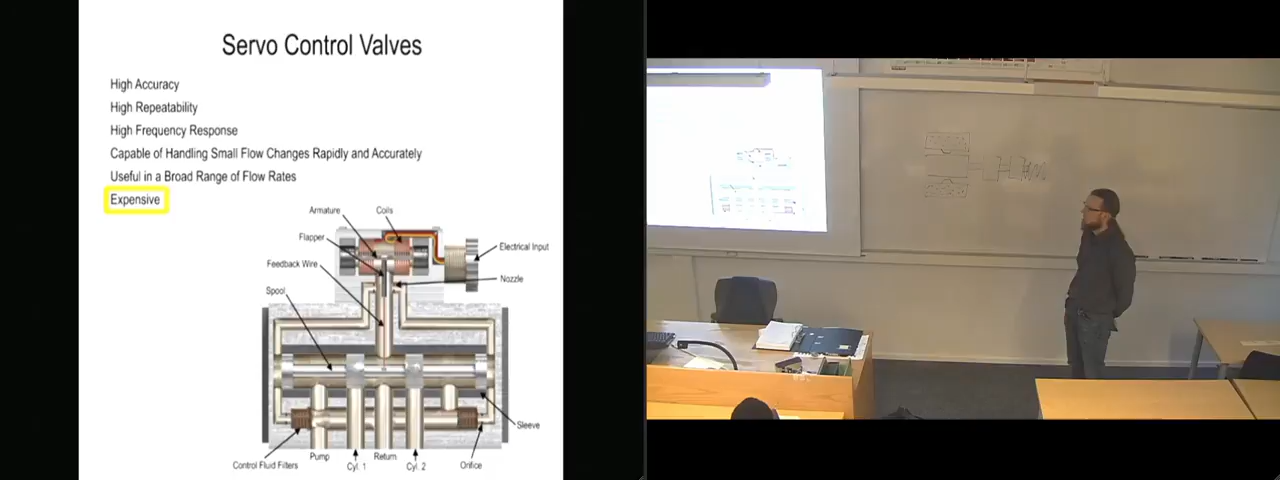 Servo Control Valves
High Accuracy
High Repeatability
High Frequency Response
Capable of Handling Small Flow Changes Rapidly and Accurately
Useful in a Broad Range of Flow Rates
Expensive
Armature
Coils
Flapper
Electrical Input
Feedback Wire
Nozzle
Spool
Sleeve
Control Fluid Filters
Pump
Cyl. 1
Return
Cyl. 2
Orifice